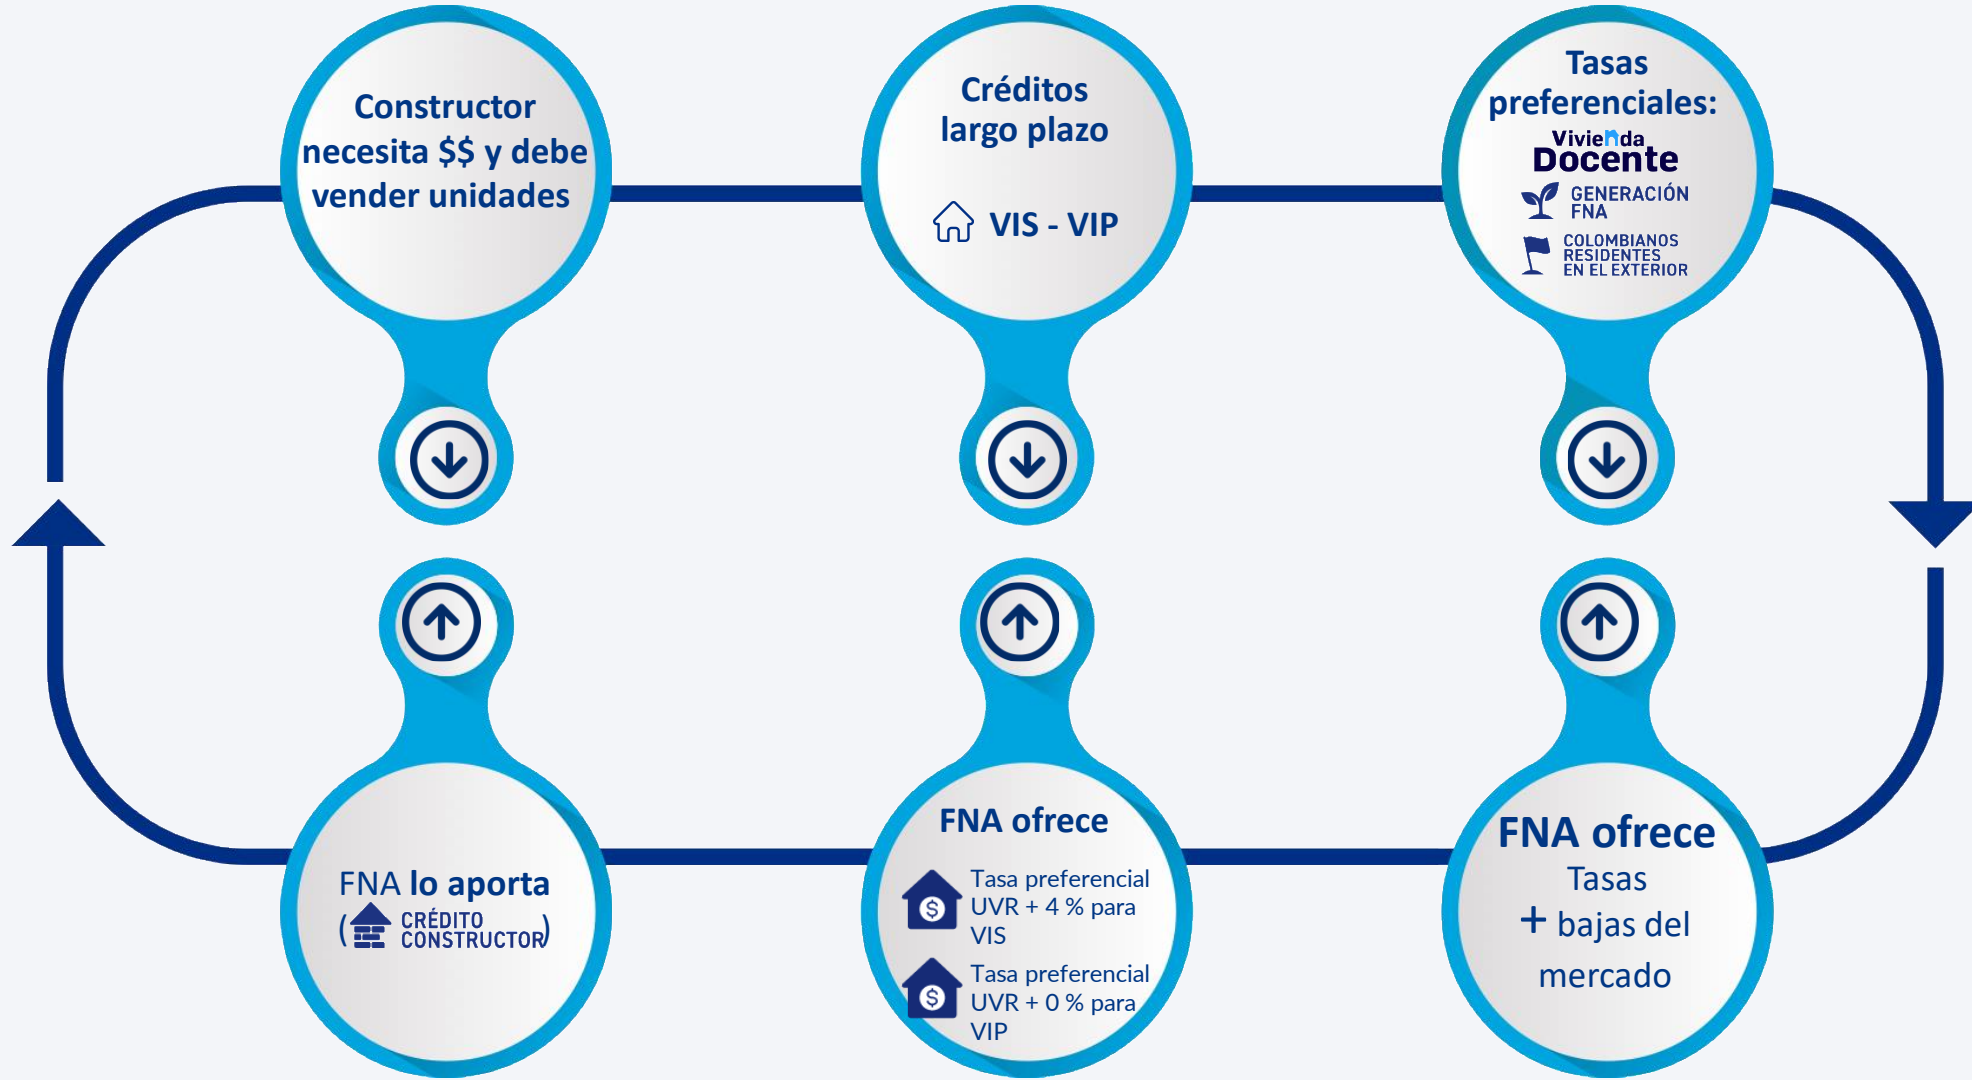 Constructor
necesita $$ y debe
vender unidades
Créditos
largo plazo
VIS - VIP
Tasas
preferenciales:
Vivienda
Docente
GENERACIÓN
FNA
COLOMBIANOS
RESIDENTES
EN EL EXTERIOR
FNA lo aporta
(CRÉDITO
CONSTRUCTOR)
FNA ofrece
Tasa preferencial
UVR + 4 % para
VIS
Tasa preferencial
UVR + 0 % para
VIP
FNA ofrece
Tasas
+ bajas del
mercado